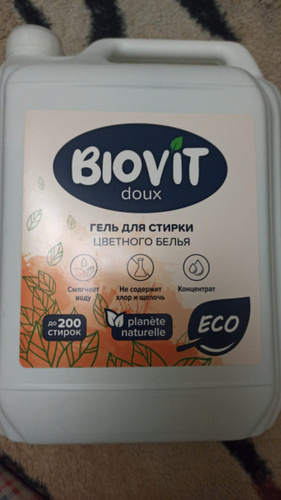 BIOVIT
doux
ГЕЛЬ ДЛЯ СТИРКИ
ЦВЕТНОГО БЕЛЬЯ
Смягчает
воду
Не содержит
хлор и щелочь
Концентрат
до 200
стирок
planète
naturelle
ECO